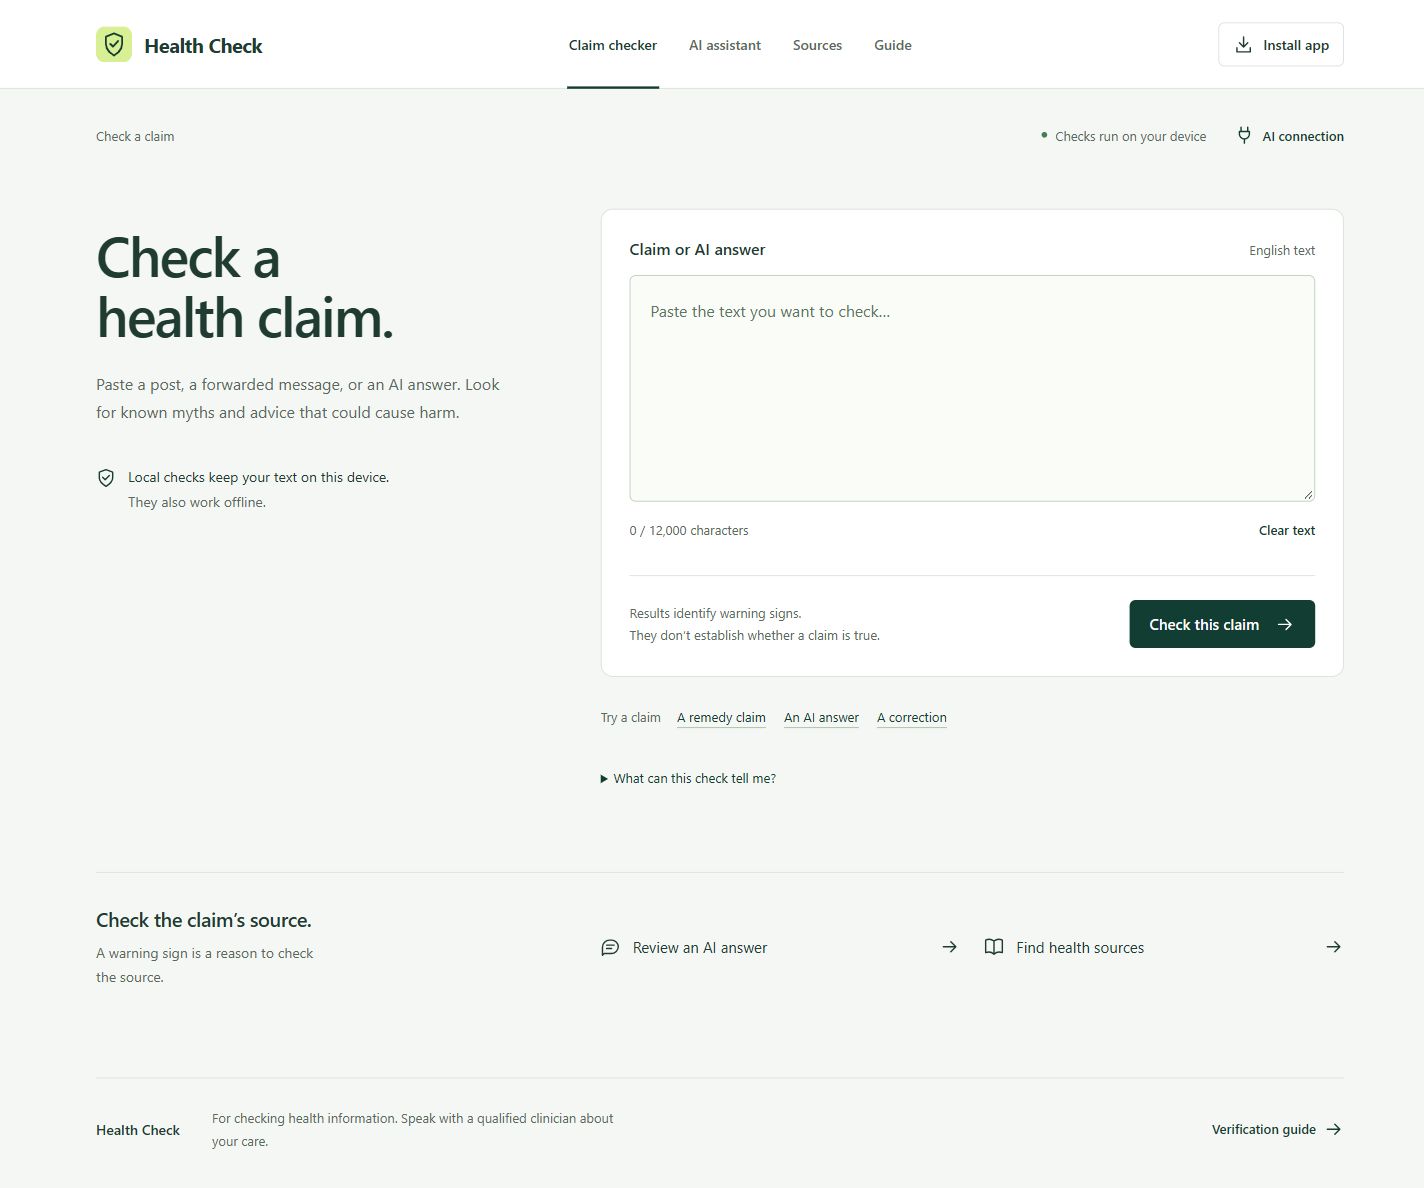 Health Check
Claim checker
AI assistant
Sources
Guide
Install app
Check a claim
Checks run on your device
AI connection
Check a
health claim.
Paste a post, a forwarded message, or an AI answer. Look
for known myths and advice that could cause harm.
Local checks keep your text on this device.
They also work offline.
Claim or AI answer
English text
Paste the text you want to check...
0 / 12,000 characters
Clear text
Results identify warning signs.
They don't establish whether a claim is true.
Check this claim
Try a claim
A remedy claim
An AI answer
A correction
What can this check tell me?
Check the claim’s source.
A warning sign is a reason to check
the source.
Review an AI answer
Find health sources
Health Check
For checking health information. Speak with a qualified clinician about
your care.
Verification guide